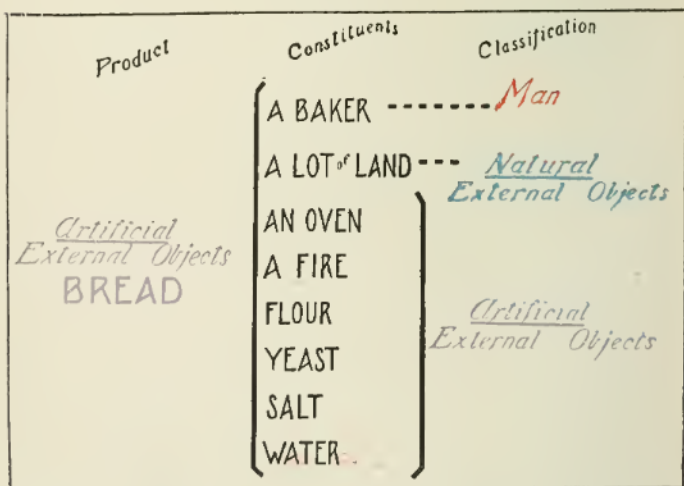 Product Constituents Classification
A BAKER ------ Man
A LOT of LAND --- Natural
External Objects
AN OVEN
Artificial
External Objects
BREAD
A FIRE
FLOUR
Artificial
External Objects
YEAST
SALT
WATER